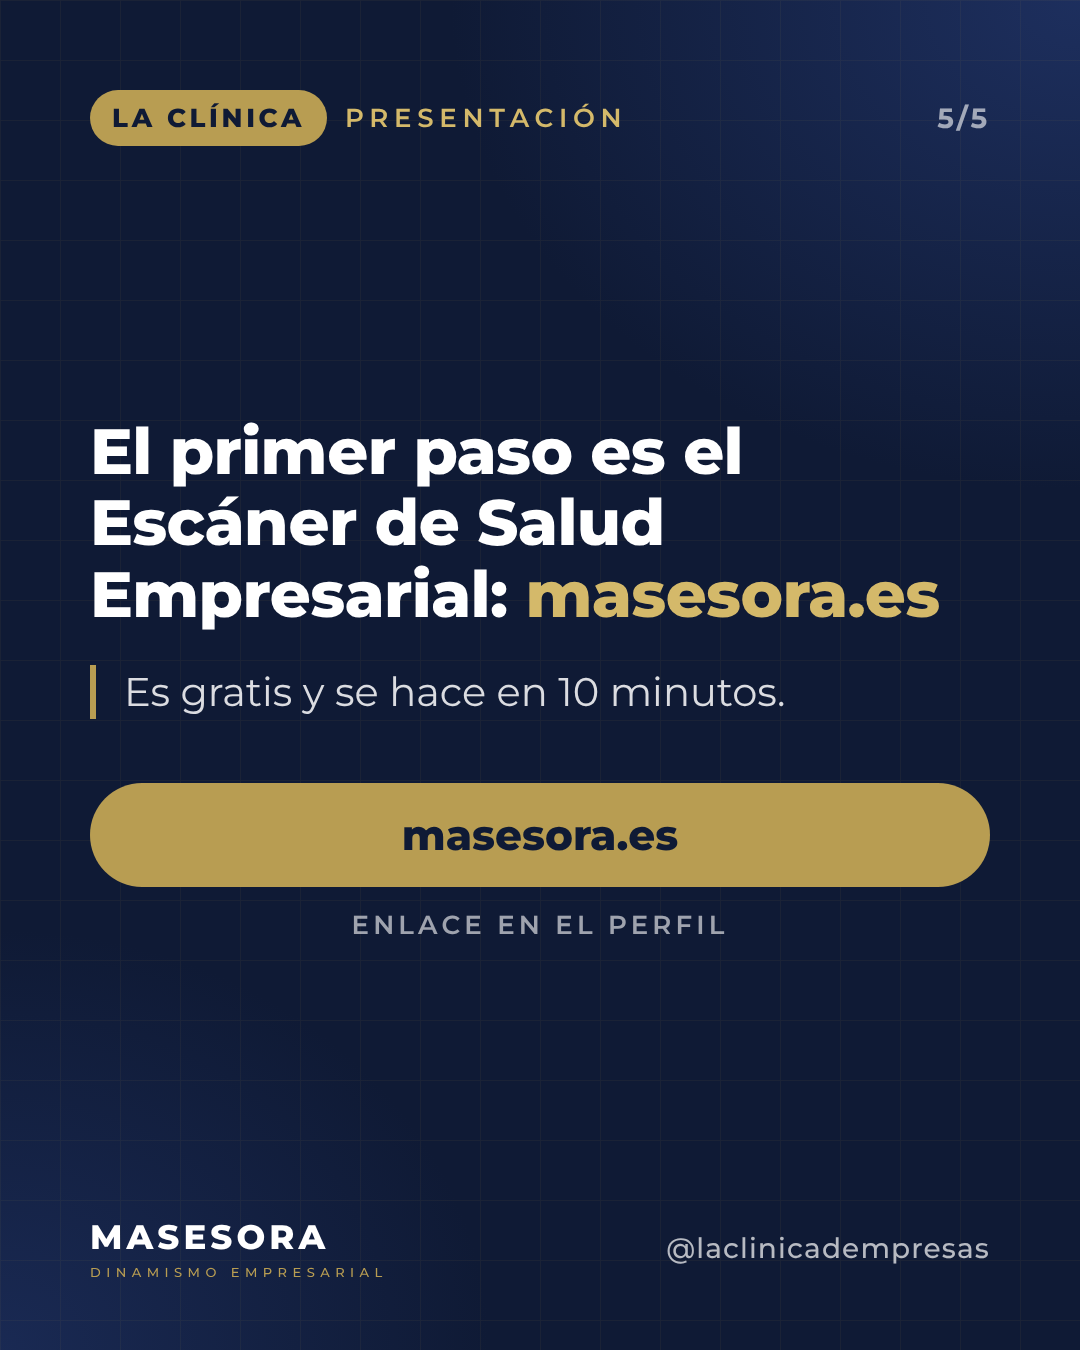 LA CLÍNICA PRESENTACIÓN 5/5
El primer paso es el
Escáner de Salud
Empresarial: masesora.es
Es gratis y se hace en 10 minutos.
masesora.es
ENLACE EN EL PERFIL
MASESORA
DINAMISMO EMPRESARIAL
@laclinicadempresas